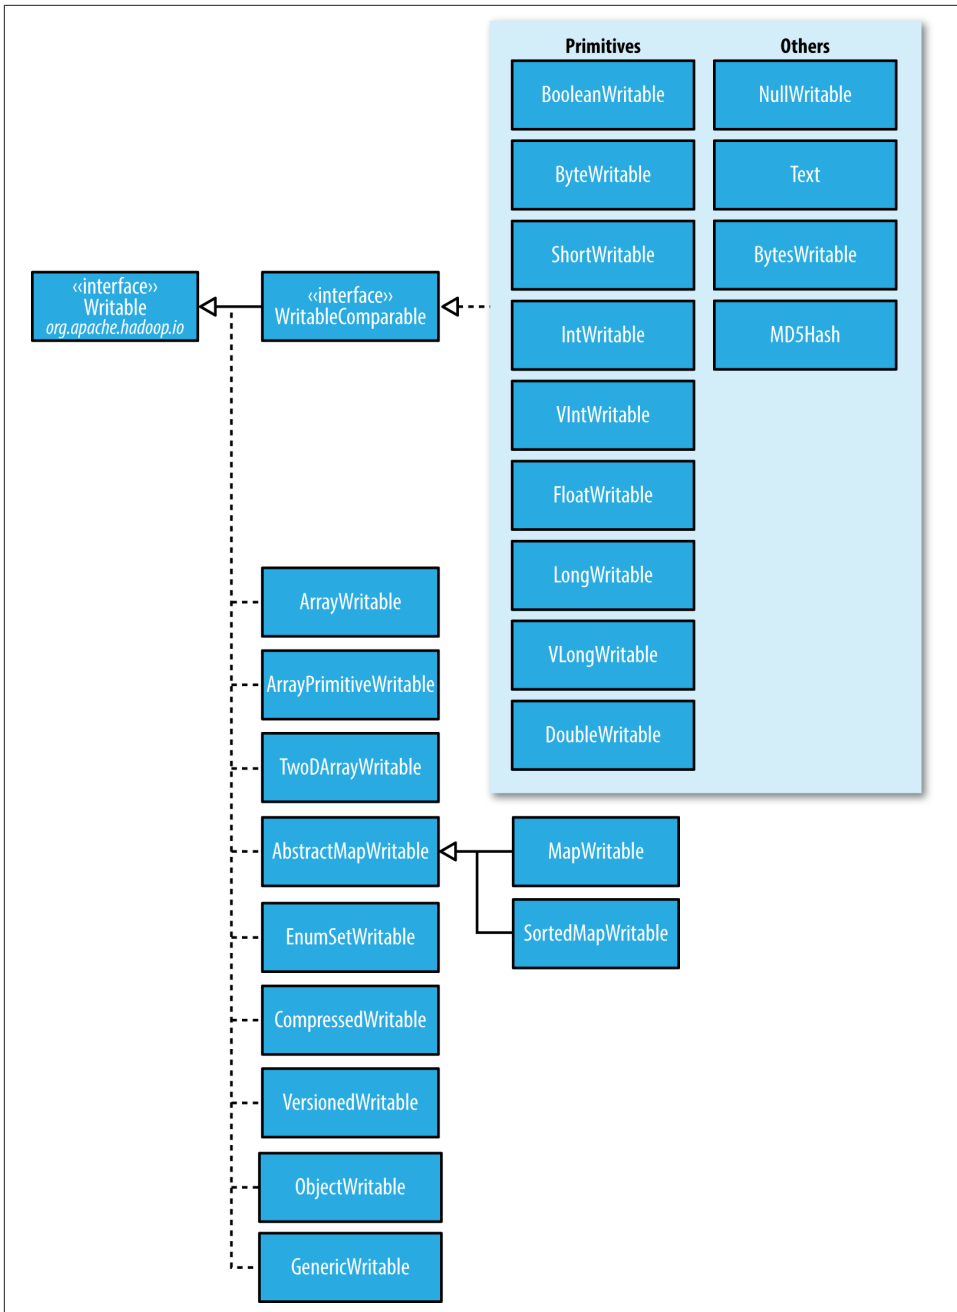 Primitives
Others
BooleanWritable
NullWritable
ByteWritable
Text
ShortWritable
BytesWritable
‹‹interface››
Writable
org.apache.hadoop.io
‹‹interface››
WritableComparable
IntWritable
MD5Hash
VIntWritable
FloatWritable
LongWritable
VLongWritable
DoubleWritable
ArrayWritable
ArrayPrimitiveWritable
TwoDArrayWritable
AbstractMapWritable
MapWritable
EnumSetWritable
SortedMapWritable
CompressedWritable
VersionedWritable
ObjectWritable
GenericWritable